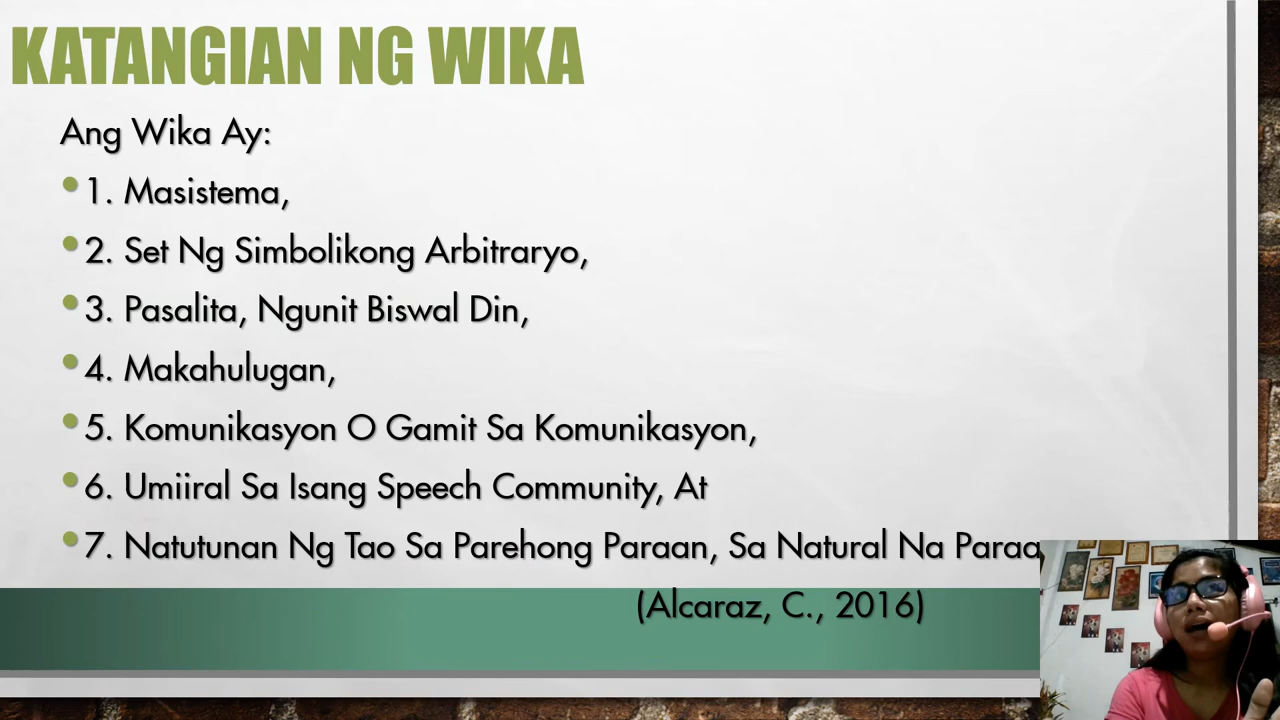 KATANGIAN NG WIKA
Ang Wika Ay:
1. Masistema,
2. Set Ng Simbolikong Arbitraryo,
3. Pasalita, Ngunit Biswal Din,
4. Makahulugan,
5. Komunikasyon O Gamit Sa Komunikasyon,
6. Umiiral Sa Isang Speech Community, At
7. Natutunan Ng Tao Sa Parehong Paraan, Sa Natural Na
(Alcaraz, C., 2016)